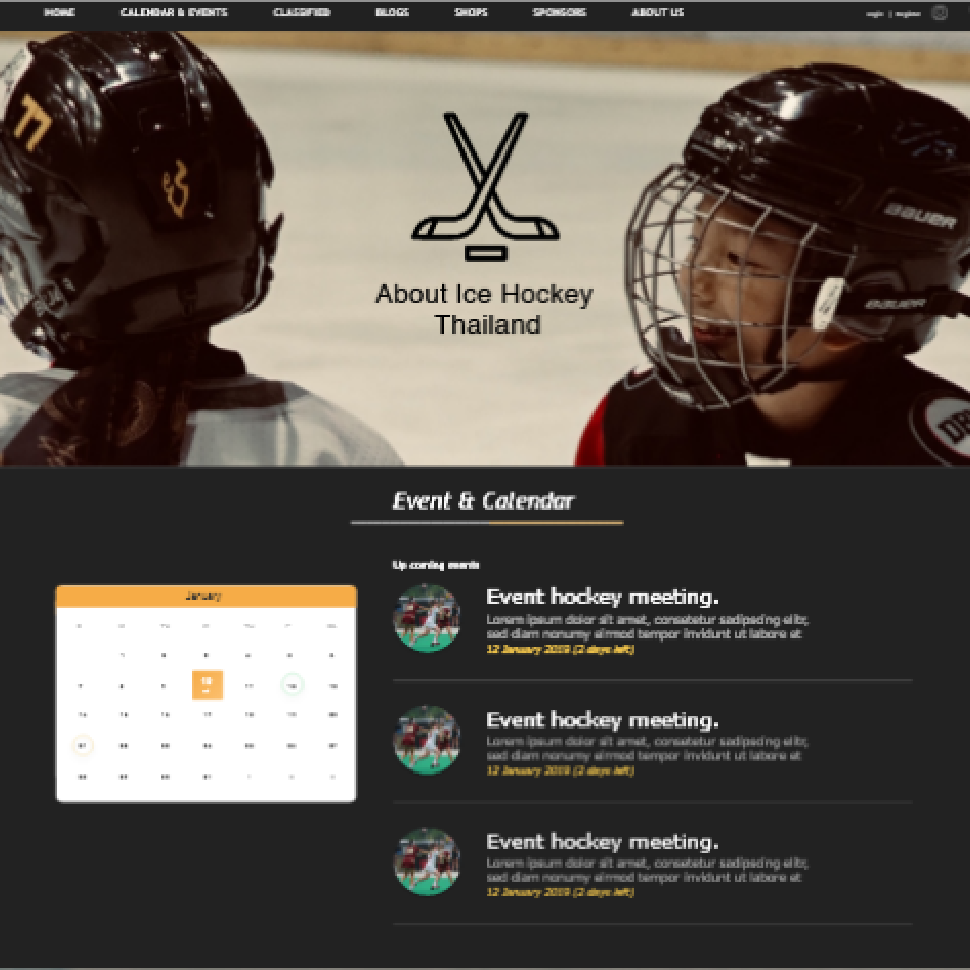 HOME CALENDAR & EVENTS CLASSIFIED BLOGS SHOPS SPONSORS ABOUT US login | Register
77
BAUER
BAUER
About Ice Hockey
Thailand
Event & Calendar
Up coming events
January
Event hockey meeting.
Lorem ipsum dolor sit amet, consetetur sadipscing elitr,
sed diam nonumy eirmod tempor invidunt ut labore et
12 January 2019 (2 days left)
Event hockey meeting.
Lorem ipsum dolor sit amet, consetetur sadipscing elitr,
sed diam nonumy eirmod tempor invidunt ut labore et
12 January 2019 (2 days left)
Event hockey meeting.
Lorem ipsum dolor sit amet, consetetur sadipscing elitr,
sed diam nonumy eirmod tempor invidunt ut labore et
12 January 2019 (2 days left)